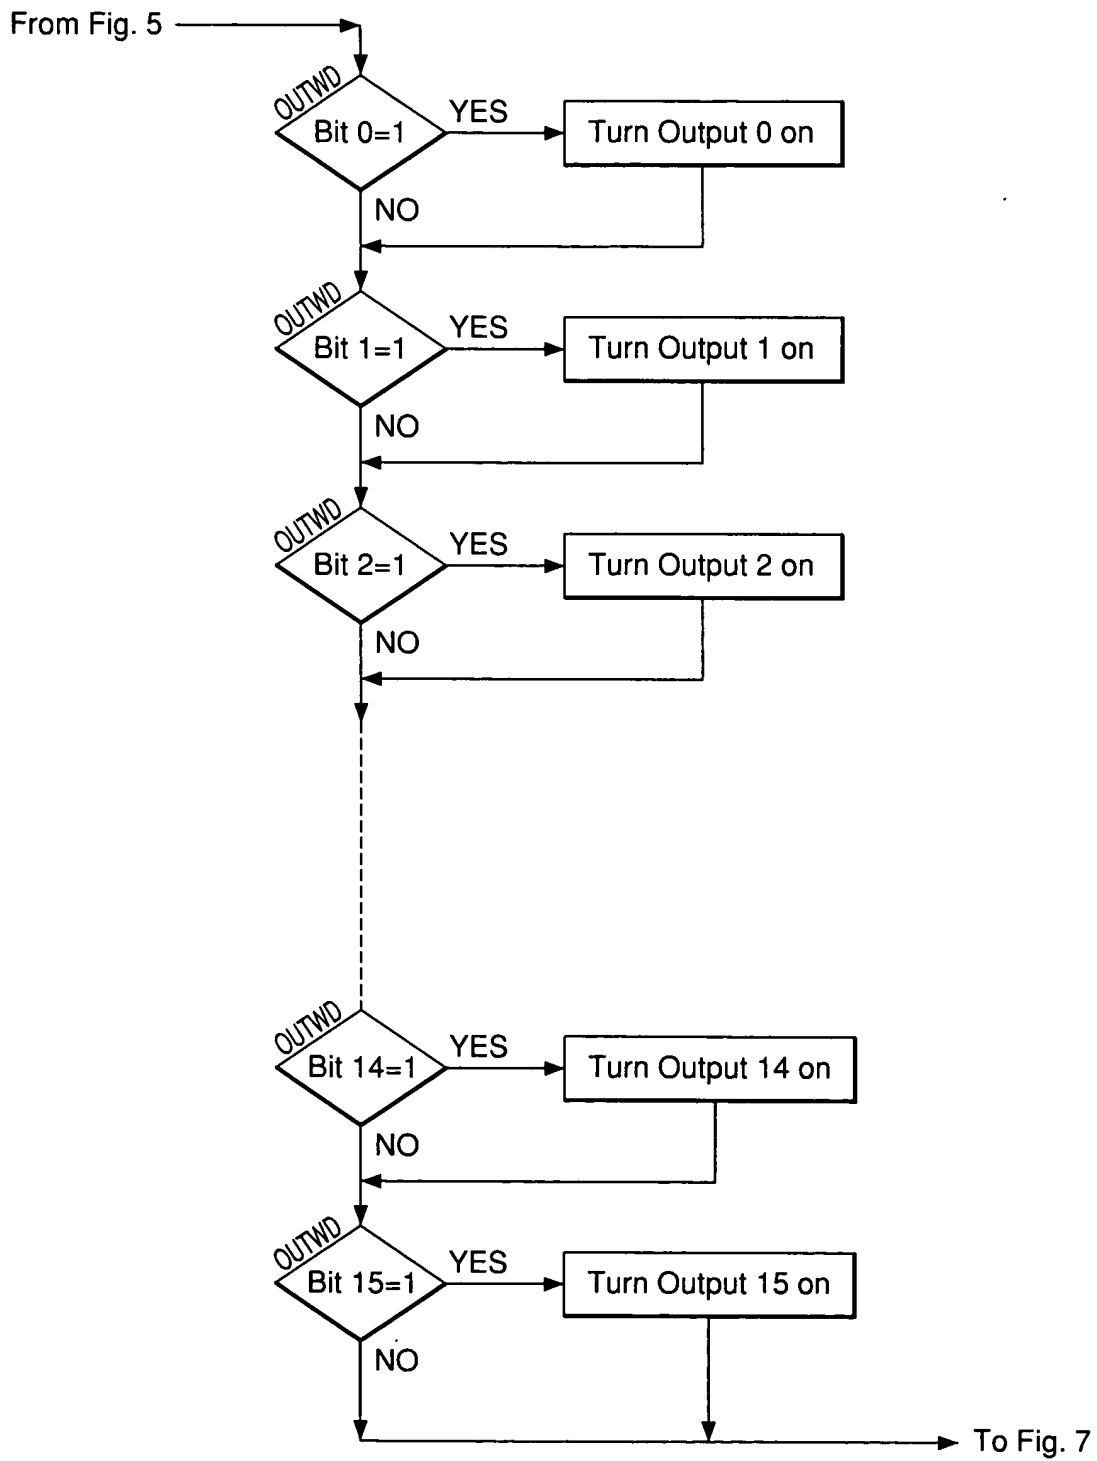 From Fig. 5
OUTWD
Bit 0=1
YES
Turn Output 0 on
NO
OUTWD
Bit 1=1
YES
Turn Output 1 on
NO
OUTWD
Bit 2=1
YES
Turn Output 2 on
NO
OUTWD
Bit 14=1
YES
Turn Output 14 on
NO
OUTWD
Bit 15=1
YES
Turn Output 15 on
NO
To Fig. 7